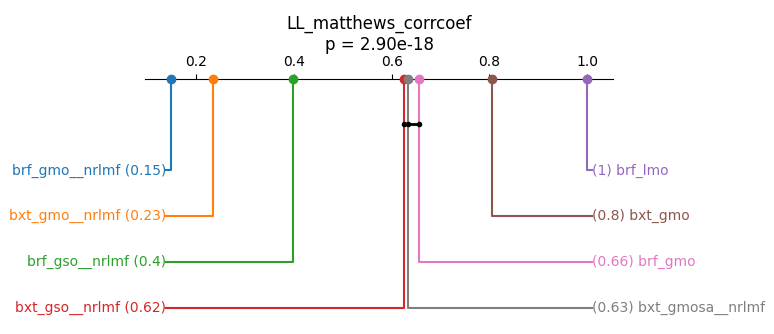 LL_matthews_corrcoef
p = 2.90e-18
0.2 0.4 0.6 0.8 1.0
brf_gmo__nrlmf (0.15) (1) brf_lmo
bxt_gmo__nrlmf (0.23) (0.8) bxt_gmo
brf_gso__nrlmf (0.4) (0.66) brf_gmo
bxt_gso__nrlmf (0.62) (0.63) bxt_gmosa__nrlmf